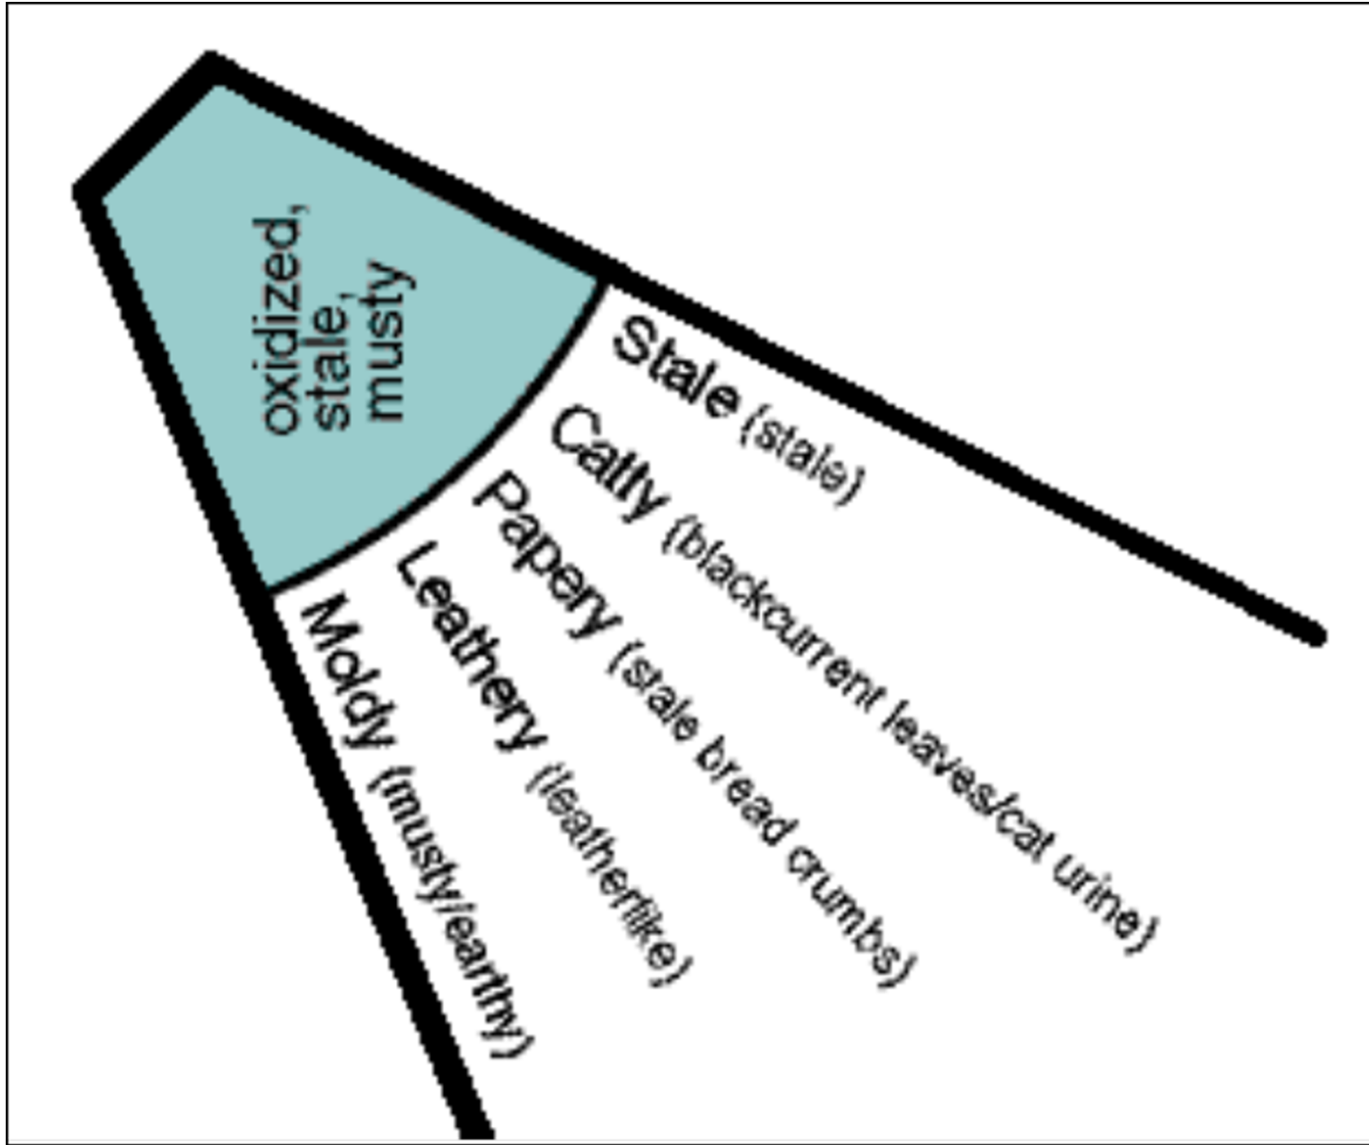 oxidized,
stale,
musty
Stale (stale)
Catty (blackcurrent leaves/cat urine)
Papery (stale bread crumbs)
Leathery (leatherlike)
Moldy (musty/earthy)